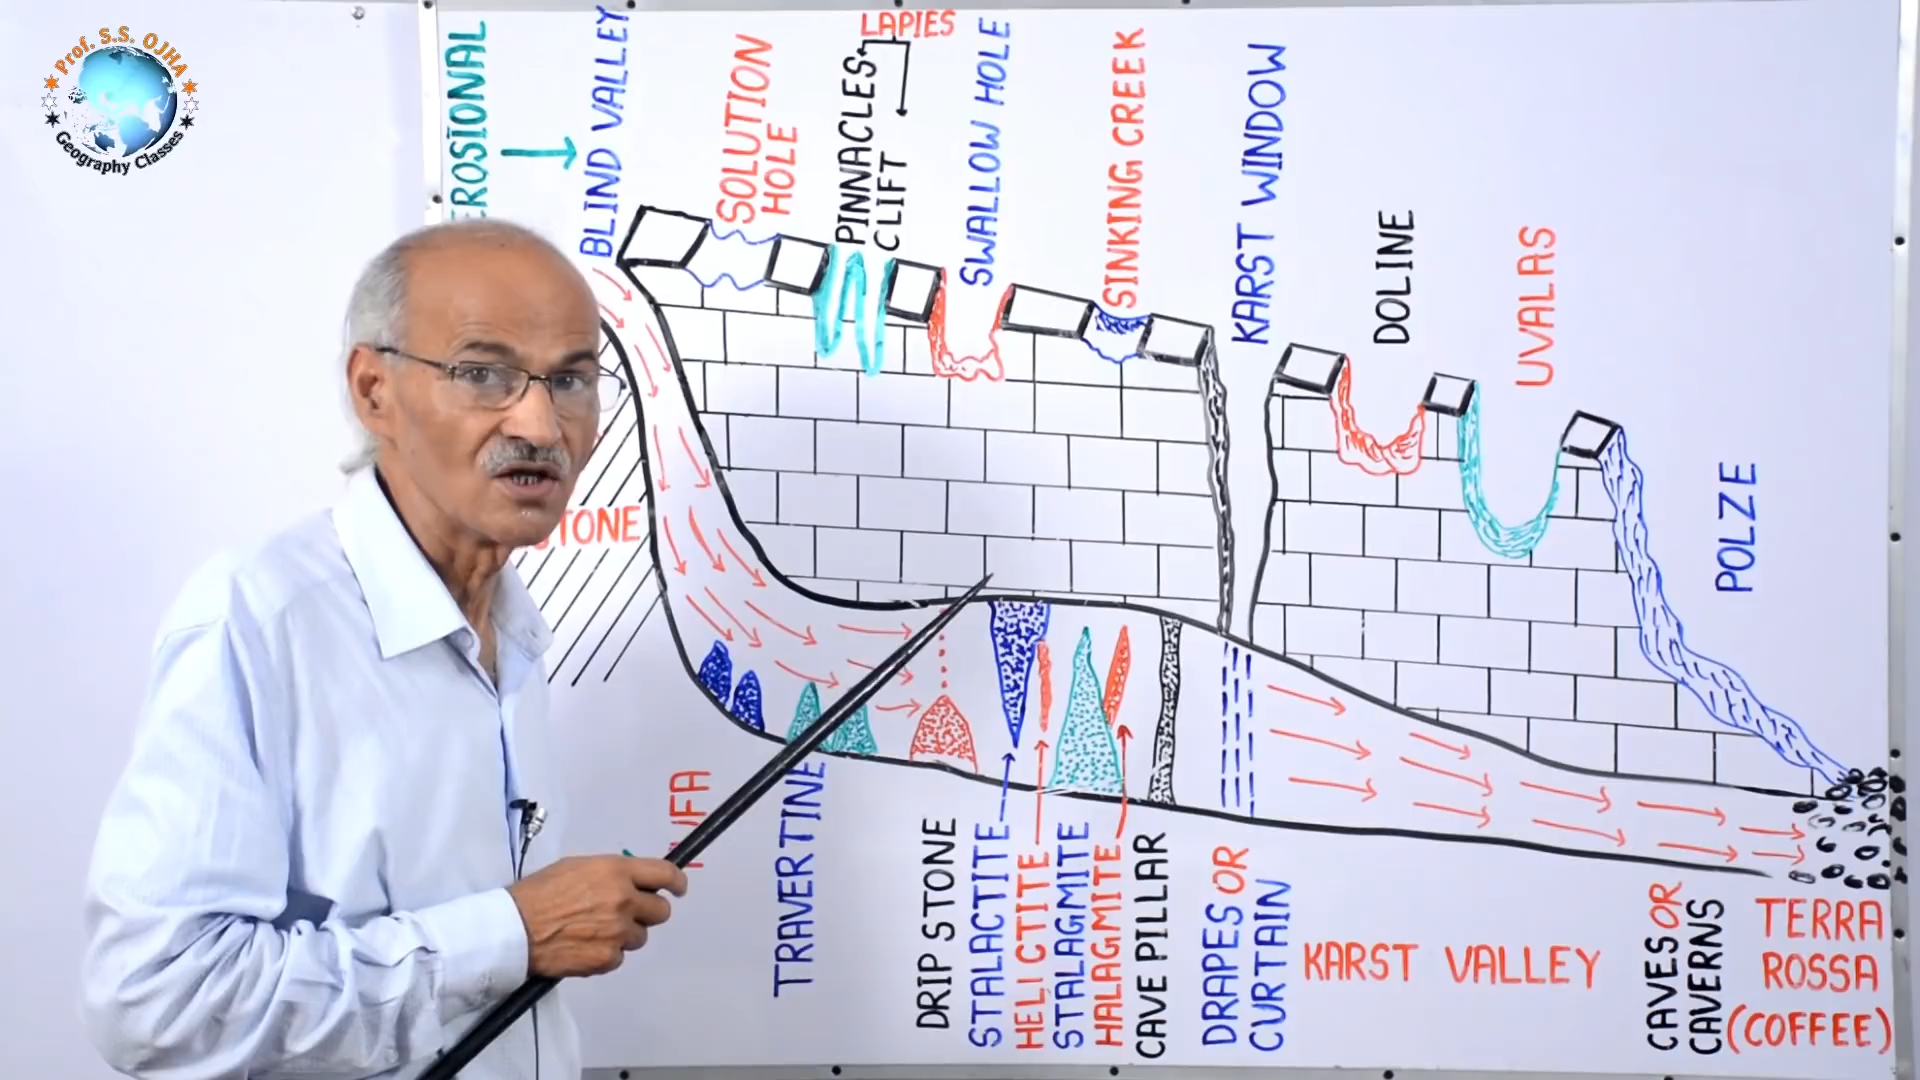 Prof. S.S. OJHA
Geography Classes
EROSIONAL
BLIND VALLEY
SOLUTION
HOLE
LAPIES
PINNACLES
CLIFT
SWALLOW HOLE
SINKING CREEK
KARST WINDOW
DOLINE
UVALAS
POLZE
TONE
TRAVERTINE
DRIP STONE
STALACTITE
HELICTITE
STALAGMITE
HALAGMITE
CAVE PILLAR
DRAPES OR
CURTAIN
KARST VALLEY
CAVES OR
CAVERNS
TERRA
ROSSA
(COFFEE)